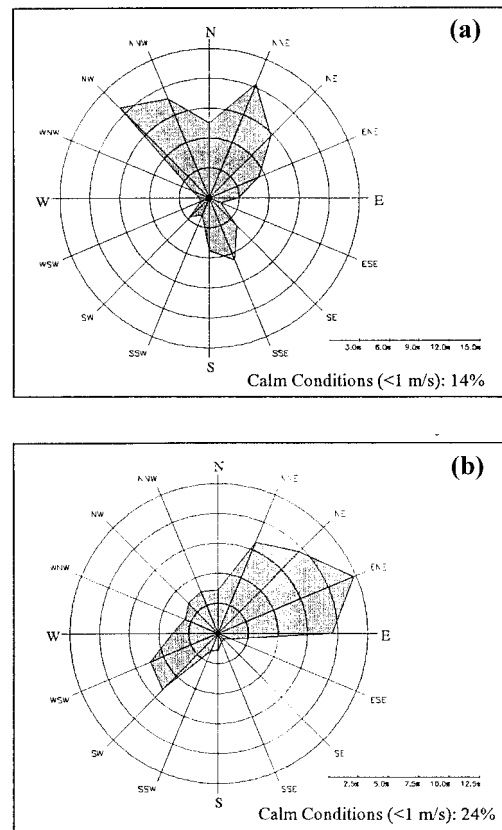 (a)
N
NNW
NNE
NW
NE
WNW
ENE
W
E
WSW
ESE
SW
SE
SSW
SSE
S
3.0% 6.0% 9.0% 12.0% 15.0%
Calm Conditions (<1 m/s): 14%
(b)
N
NNW
NNE
NW
NE
WNW
ENE
W
E
WSW
ESE
SW
SE
SSW
SSE
S
2.5% 5.0% 7.5% 10.0% 12.5%
Calm Conditions (<1 m/s): 24%